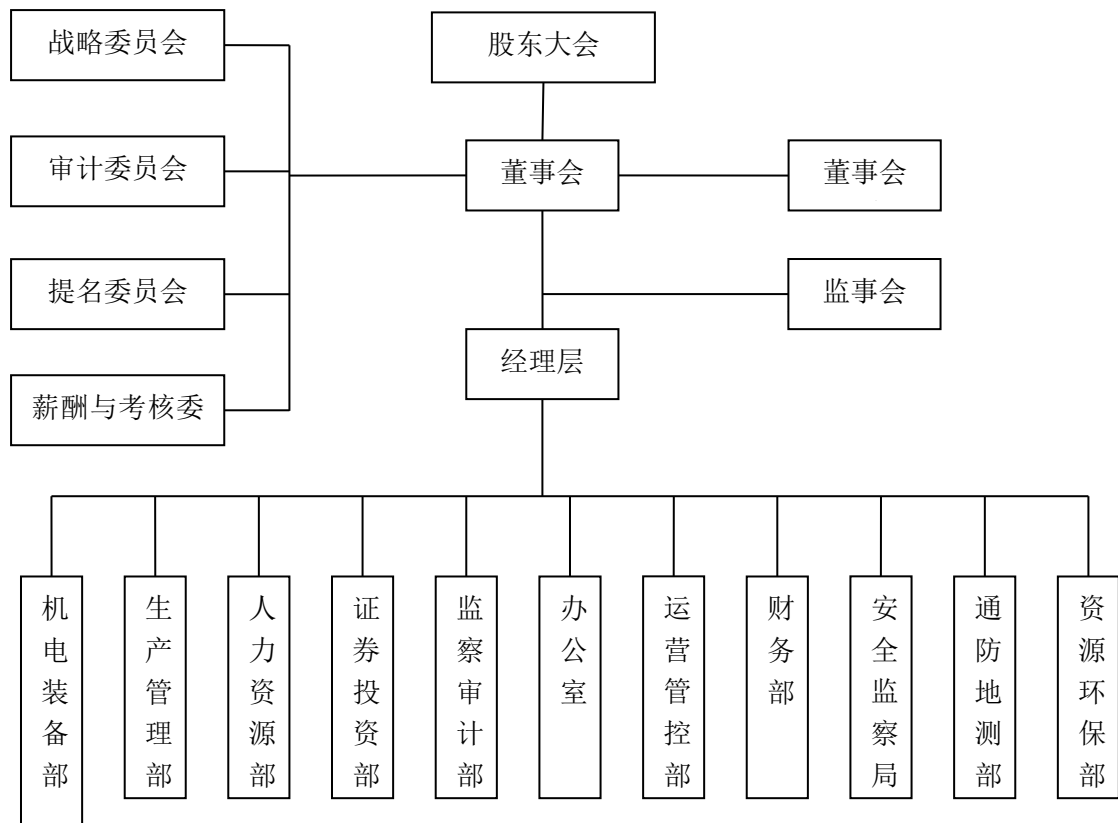 战略委员会
股东大会
审计委员会
董事会
董事会
提名委员会
监事会
经理层
薪酬与考核委
机电装备部
生产管理部
人力资源部
证券投资部
监察审计部
办公室
运营管控部
财务部
安全监察局
通防地测部
资源环保部